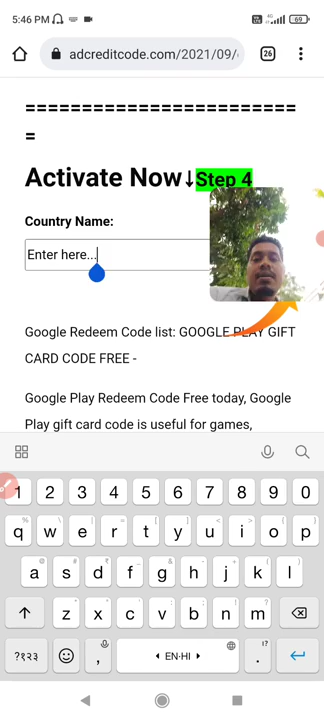 5:46 PM
4G
69
adcreditcode.com/2021/09/
26
========================
=
Activate Now↓Step 4
Country Name:
Enter here...
Google Redeem Code list: GOOGLE PLAY GIFT
CARD CODE FREE -
Google Play Redeem Code Free today, Google
Play gift card code is useful for games,
1 2 3 4 5 6 7 8 9 0
q w e r t y u i o p
a s d f g h j k l
z x c v b n m
?१२३ , EN·HI .